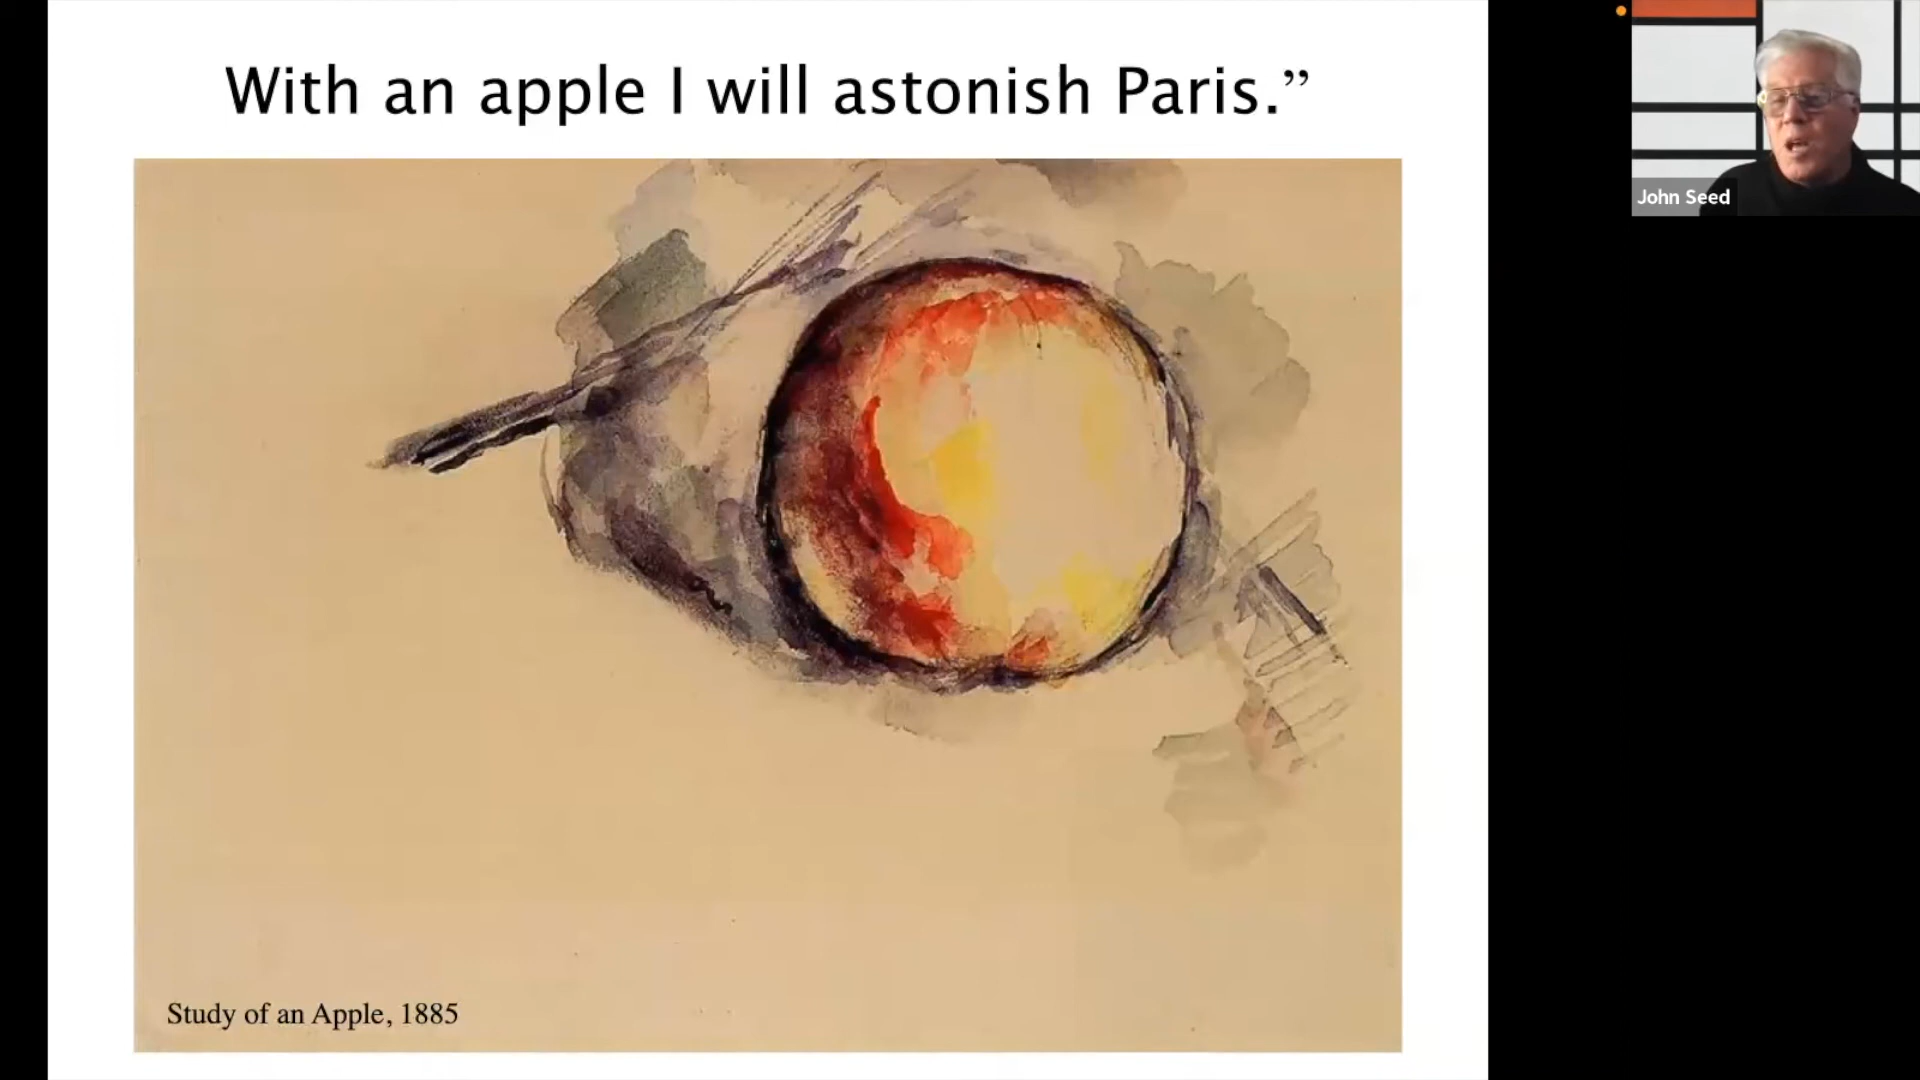 With an apple I will astonish Paris.”
John Seed
Study of an Apple, 1885